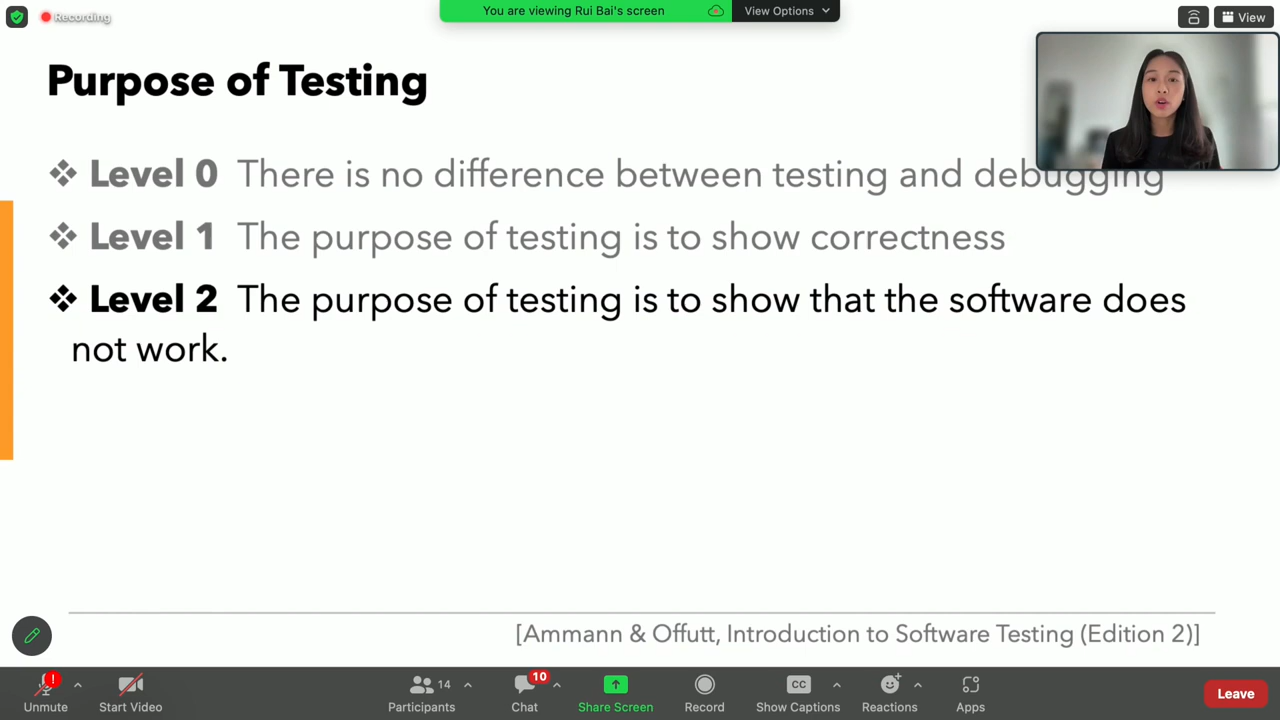 Recording
You are viewing Rui Bai's screen
View Options
View
Purpose of Testing
❖ Level 0 There is no difference between testing and debugging
❖ Level 1 The purpose of testing is to show correctness
❖ Level 2 The purpose of testing is to show that the software does
not work.
[Ammann & Offutt, Introduction to Software Testing (Edition 2)]
! 14 10 CC
Unmute Start Video Participants Chat Share Screen Record Show Captions Reactions Apps Leave